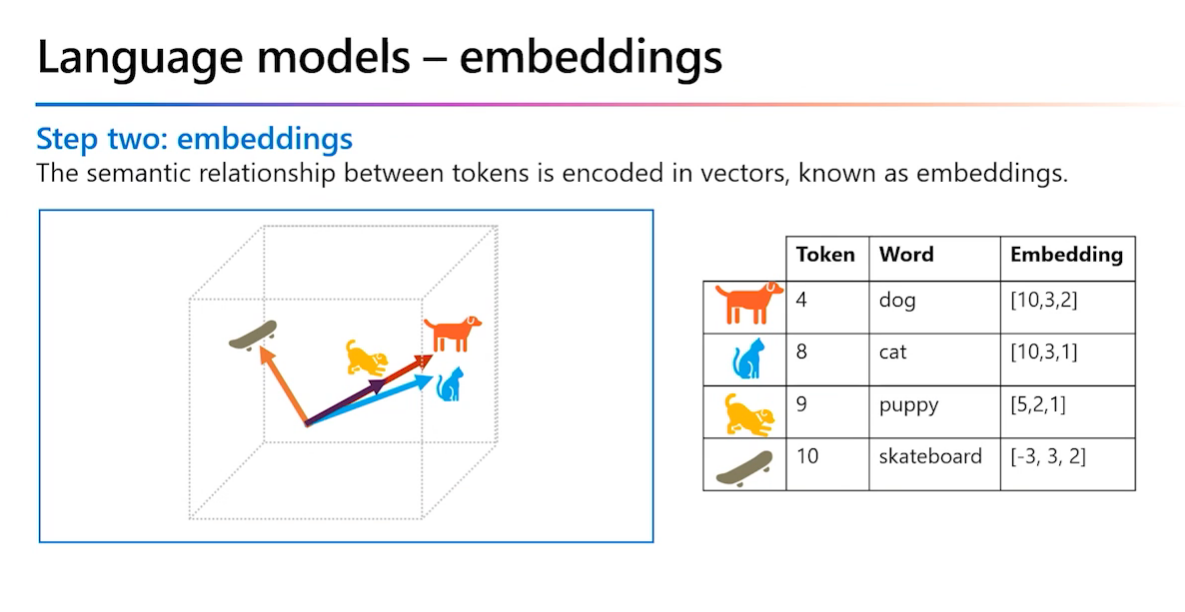 Language models – embeddings
Step two: embeddings
The semantic relationship between tokens is encoded in vectors, known as embeddings.
Token Word Embedding
4 dog [10,3,2]
8 cat [10,3,1]
9 puppy [5,2,1]
10 skateboard [-3, 3, 2]